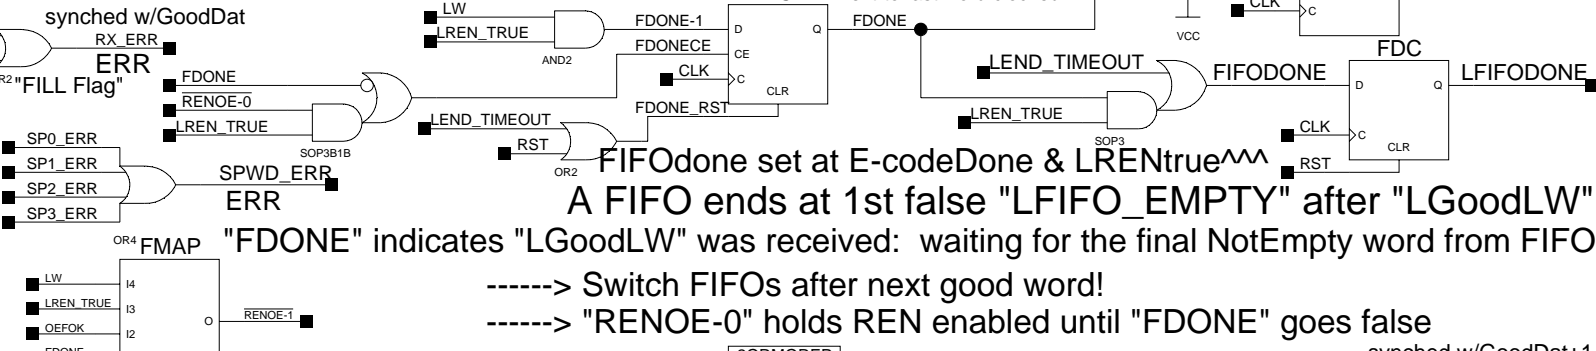 synched w/GoodDat
RX_ERR
ERR
"FILL Flag"
FDONE
RENOE-0
LREN_TRUE
SOP3B1B
SP0_ERR
SP1_ERR
SP2_ERR
SP3_ERR
SPWD_ERR
ERR
OR4
LW
LREN_TRUE
AND2
FDONE-1
FDONECE
CLK
FDONE_RST
LEND_TIMEOUT
RST
OR2
D
Q
CE
C
CLR
FDONE
VCC
CLK
C
LEND_TIMEOUT
LREN_TRUE
SOP3
FIFODONE
FDC
D
Q
C
CLR
CLK
RST
LFIFODONE
FIFOdone set at E-codeDone & LRENtrue^^^
A FIFO ends at 1st false "LFIFO_EMPTY" after "LGoodLW"
"FDONE" indicates "LGoodLW" was received: waiting for the final NotEmpty word from FIFO
------> Switch FIFOs after next good word!
------> "RENOE-0" holds REN enabled until "FDONE" goes false
FMAP
LW
I4
LREN_TRUE
I3
OEFOK
I2
O
RENOE-1
synched w/GoodDat+1